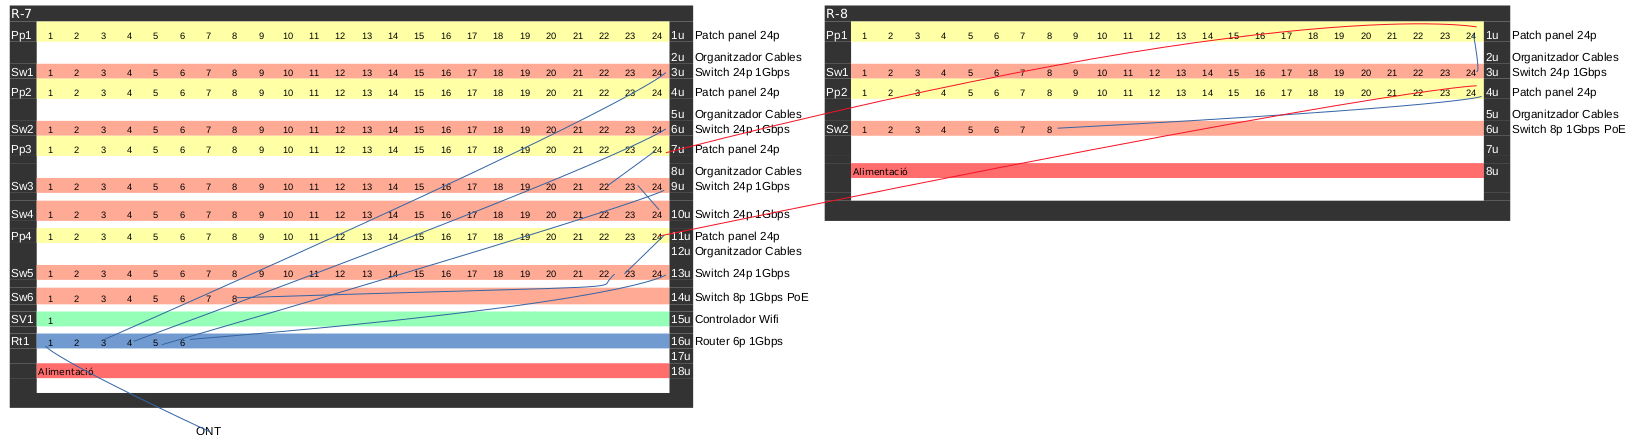 R-7
Pp1 1 2 3 4 5 6 7 8 9 10 11 12 13 14 15 16 17 18 19 20 21 22 23 24 1u Patch panel 24p
2u Organitzador Cables
Sw1 1 2 3 4 5 6 7 8 9 10 11 12 13 14 15 16 17 18 19 20 21 22 23 24 3u Switch 24p 1Gbps
Pp2 1 2 3 4 5 6 7 8 9 10 11 12 13 14 15 16 17 18 19 20 21 22 23 24 4u Patch panel 24p
5u Organitzador Cables
Sw2 1 2 3 4 5 6 7 8 9 10 11 12 13 14 15 16 17 18 19 20 21 22 23 24 6u Switch 24p 1Gbps
Pp3 1 2 3 4 5 6 7 8 9 10 11 12 13 14 15 16 17 18 19 20 21 22 23 24 7u Patch panel 24p
8u Organitzador Cables
Sw3 1 2 3 4 5 6 7 8 9 10 11 12 13 14 15 16 17 18 19 20 21 22 23 24 9u Switch 24p 1Gbps
Sw4 1 2 3 4 5 6 7 8 9 10 11 12 13 14 15 16 17 18 19 20 21 22 23 24 10u Switch 24p 1Gbps
Pp4 1 2 3 4 5 6 7 8 9 10 11 12 13 14 15 16 17 18 19 20 21 22 23 24 11u Patch panel 24p
12u Organitzador Cables
Sw5 1 2 3 4 5 6 7 8 9 10 11 12 13 14 15 16 17 18 19 20 21 22 23 24 13u Switch 24p 1Gbps
Sw6 1 2 3 4 5 6 7 8 14u Switch 8p 1Gbps PoE
SV1 1 15u Controlador Wifi
Rt1 1 2 3 4 5 6 16u Router 6p 1Gbps
17u
Alimentació 18u
ONT
R-8
Pp1 1 2 3 4 5 6 7 8 9 10 11 12 13 14 15 16 17 18 19 20 21 22 23 24 1u Patch panel 24p
2u Organitzador Cables
Sw1 1 2 3 4 5 6 7 8 9 10 11 12 13 14 15 16 17 18 19 20 21 22 23 24 3u Switch 24p 1Gbps
Pp2 1 2 3 4 5 6 7 8 9 10 11 12 13 14 15 16 17 18 19 20 21 22 23 24 4u Patch panel 24p
5u Organitzador Cables
Sw2 1 2 3 4 5 6 7 8 6u Switch 8p 1Gbps PoE
7u
Alimentació 8u